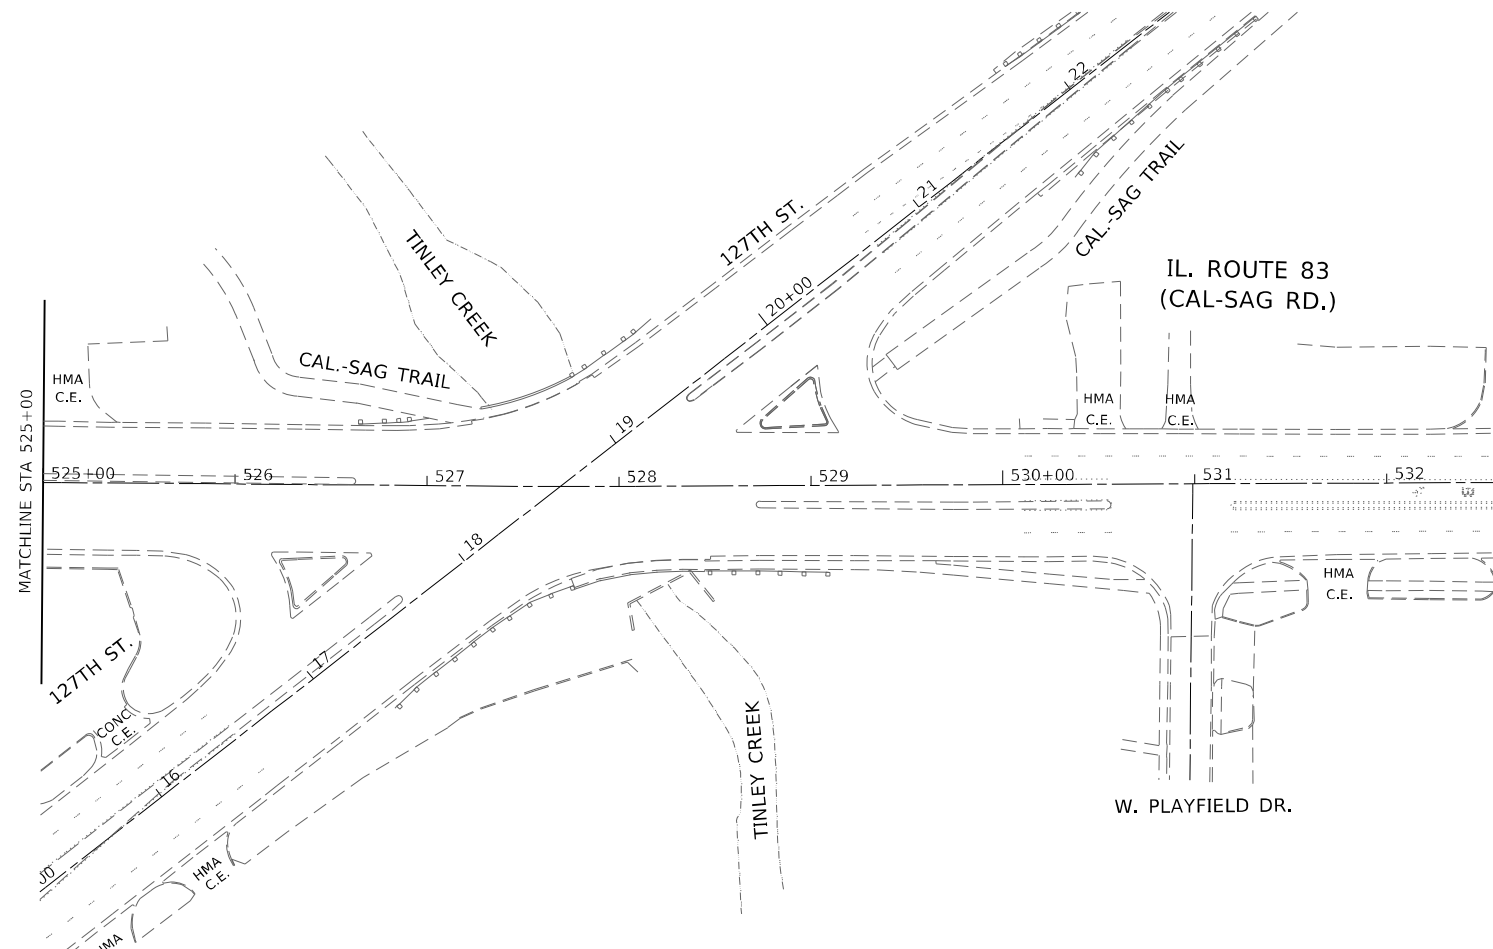 22
CAL.-SAG TRAIL
21
127TH ST.
TINLEY CREEK
IL. ROUTE 83
(CAL-SAG RD.)
20+00
CAL.-SAG TRAIL
HMA
C.E.
HMA
C.E.
HMA
C.E.
19
MATCHLINE STA 525+00
525+00
526
527
528
529
530+00
531
532
18
HMA
C.E.
17
127TH ST.
CONC
C.E.
TINLEY CREEK
16
W. PLAYFIELD DR.
HMA
C.E.
00
HMA